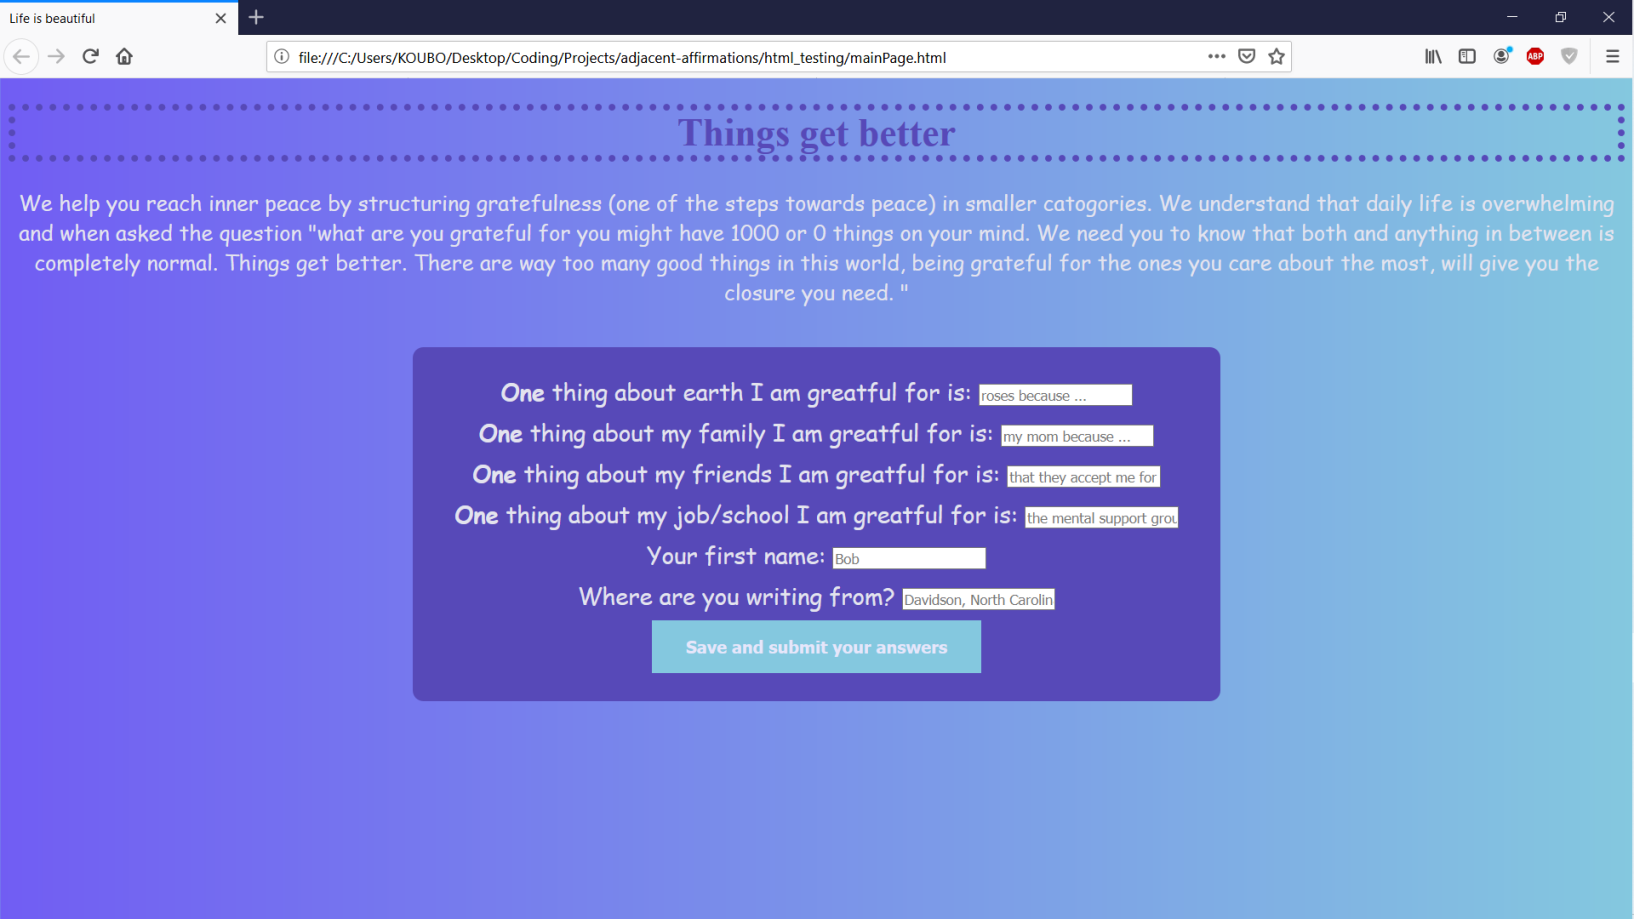 Life is beautiful
file:///C:/Users/KOUBO/Desktop/Coding/Projects/adjacent-affirmations/html_testing/mainPage.html
ABP
Things get better
We help you reach inner peace by structuring gratefulness (one of the steps towards peace) in smaller catogories. We understand that daily life is overwhelming
and when asked the question "what are you grateful for you might have 1000 or 0 things on your mind. We need you to know that both and anything in between is
completely normal. Things get better. There are way too many good things in this world, being grateful for the ones you care about the most, will give you the
closure you need. "
One thing about earth I am greatful for is: roses because ...
One thing about my family I am greatful for is: my mom because ...
One thing about my friends I am greatful for is: that they accept me for
One thing about my job/school I am greatful for is: the mental support grou
Your first name: Bob
Where are you writing from? Davidson, North Carolin
Save and submit your answers